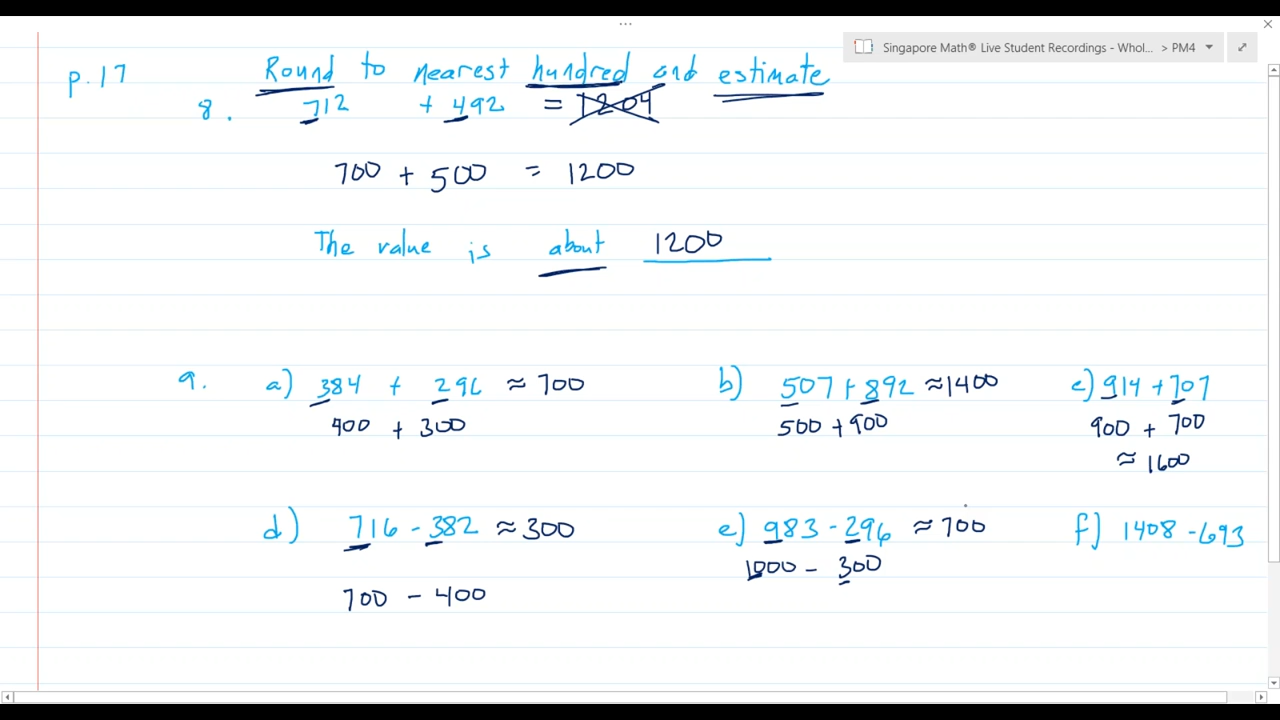 Singapore Math® Live Student Recordings - Whol... > PM4
p. 17 Round to nearest hundred and estimate
8. 712 + 492 = 1204
700 + 500 = 1200
The value is about 1200
9. a) 384 + 296 ≈ 700 b) 507 + 892 ≈ 1400 c) 914 + 707
400 + 300 500 + 900 900 + 700
≈ 1600
d) 716 - 382 ≈ 300 e) 983 - 296 ≈ 700 f) 1408 - 693
1000 - 300
700 - 400